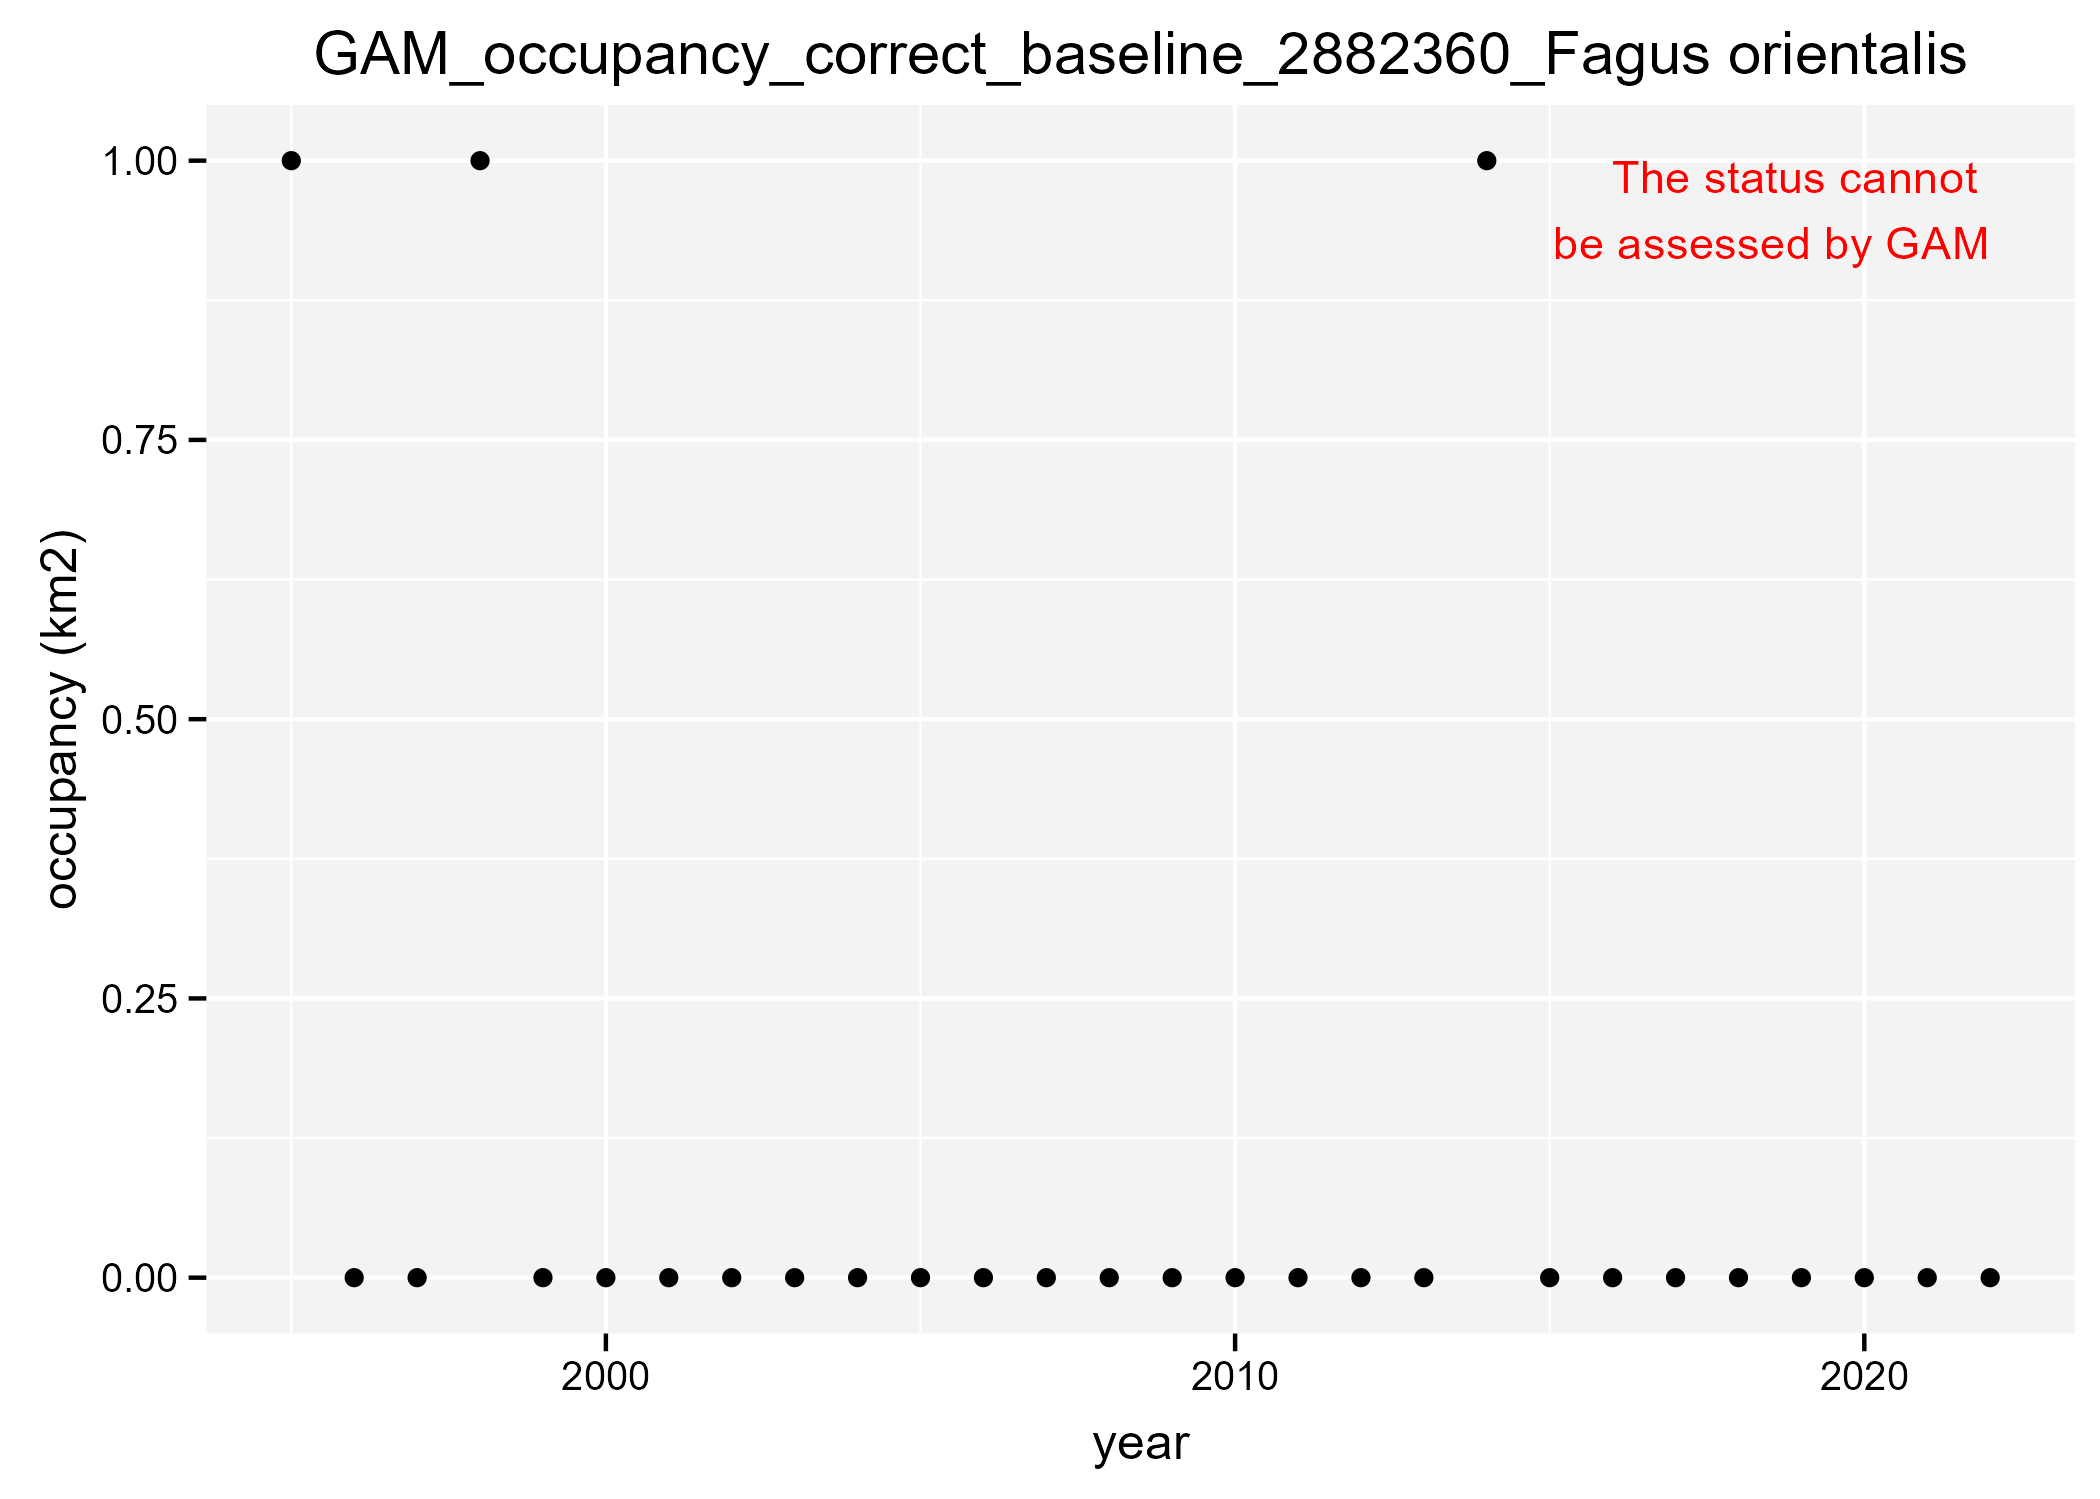 GAM_occupancy_correct_baseline_2882360_Fagus orientalis
1.00
The status cannot
be assessed by GAM
0.75
occupancy (km2)
0.50
0.25
0.00
2000
2010
2020
year